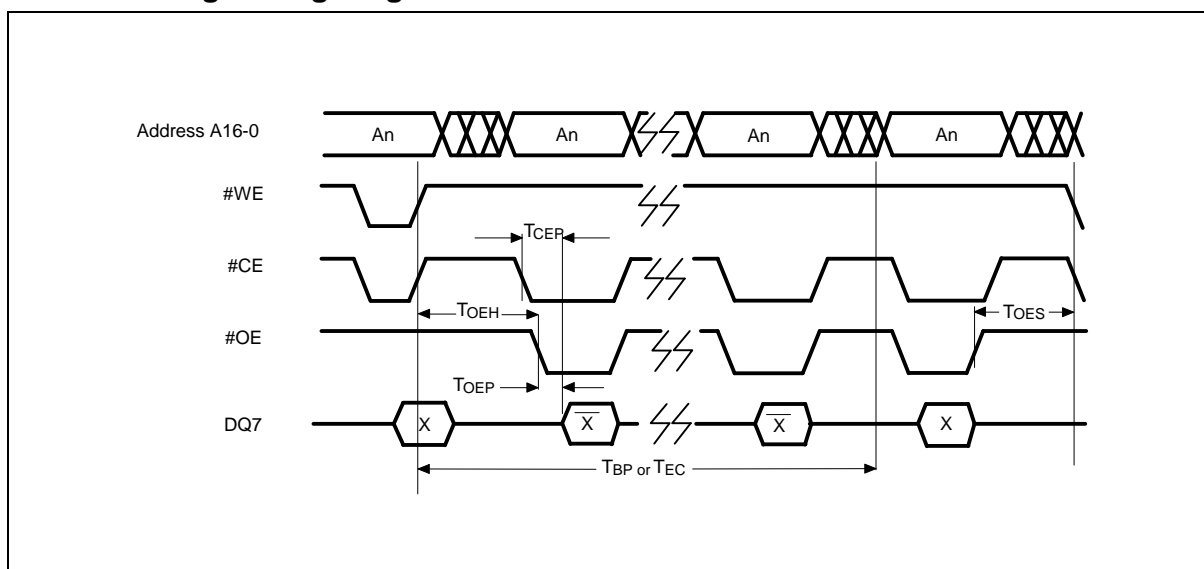 Address A16-0
An
An
An
An
#WE
TCEP
#CE
TOEH
TOES
#OE
TOEP
DQ7
X
X
X
X
TBP or TEC